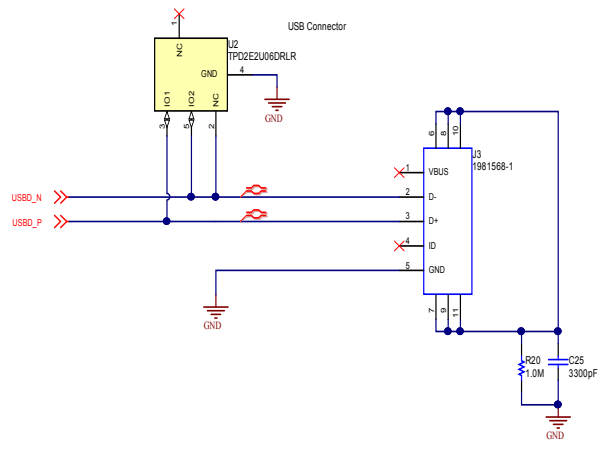 USB Connector
1
NC
U2
TPD2E2U06DRLR
GND
4
IO1
IO2
NC
3
5
2
GND
6
8
10
J3
1981568-1
1
VBUS
USBD_N
2
D-
USBD_P
3
D+
4
ID
5
GND
7
9
11
GND
R20
1.0M
C25
3300pF
GND